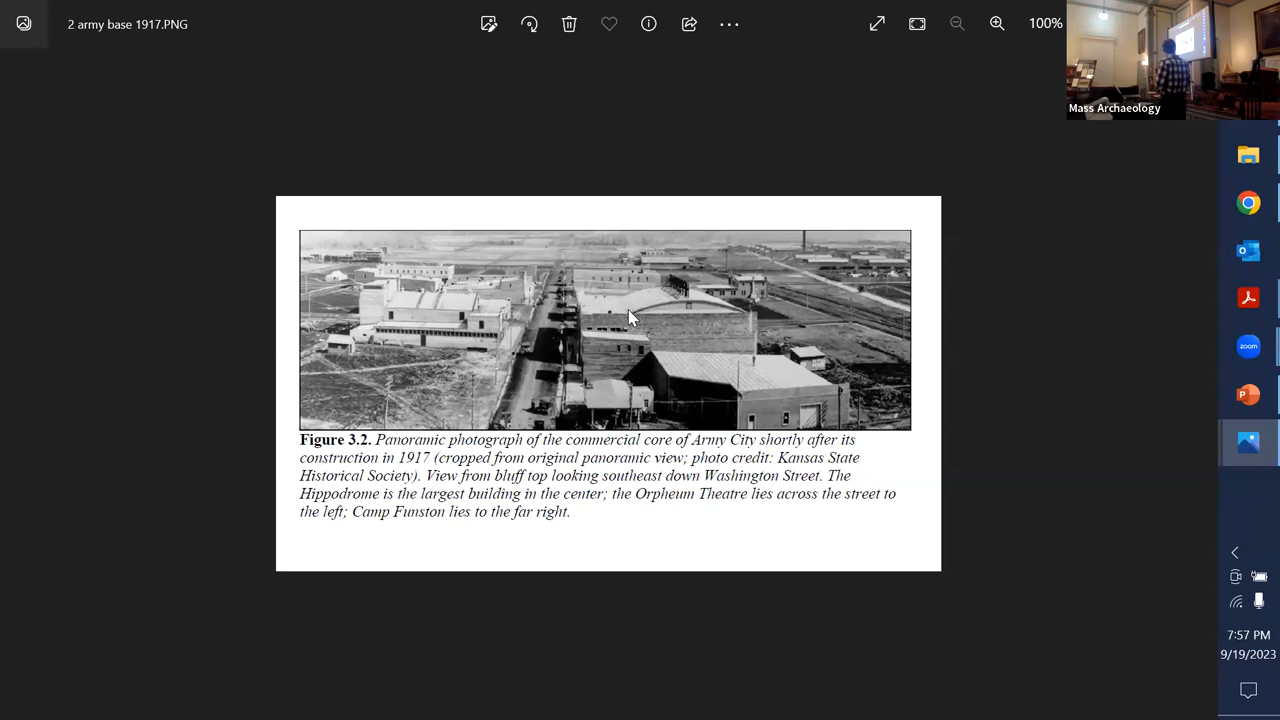 2 army base 1917.PNG
100%
Mass Archaeology
Figure 3.2. Panoramic photograph of the commercial core of Army City shortly after its
construction in 1917 (cropped from original panoramic view; photo credit: Kansas State
Historical Society). View from bluff top looking southeast down Washington Street. The
Hippodrome is the largest building in the center; the Orpheum Theatre lies across the street to
the left; Camp Funston lies to the far right.
zoom
7:57 PM
9/19/2023